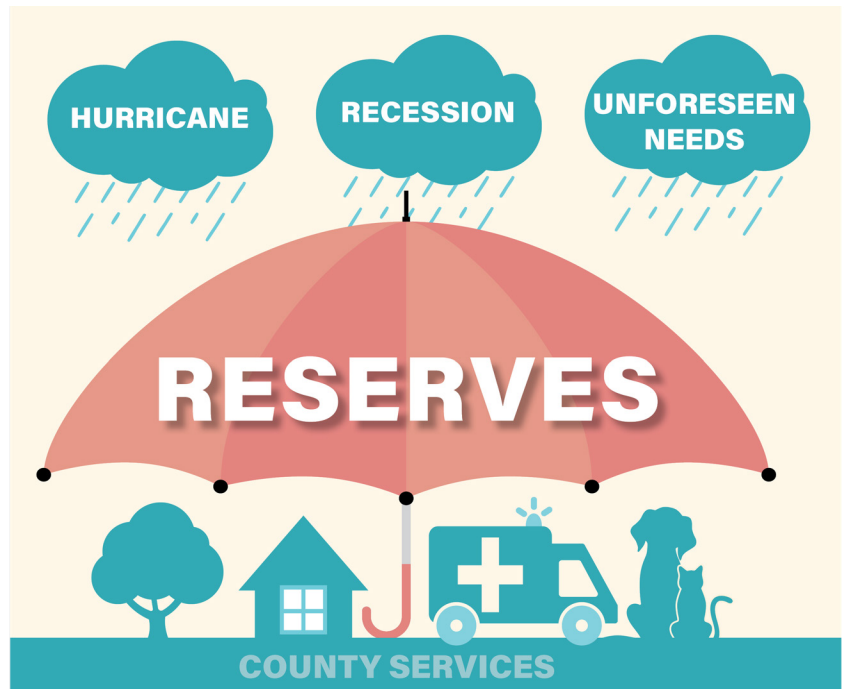 HURRICANE
RECESSION
UNFORESEEN
NEEDS
RESERVES
COUNTY SERVICES